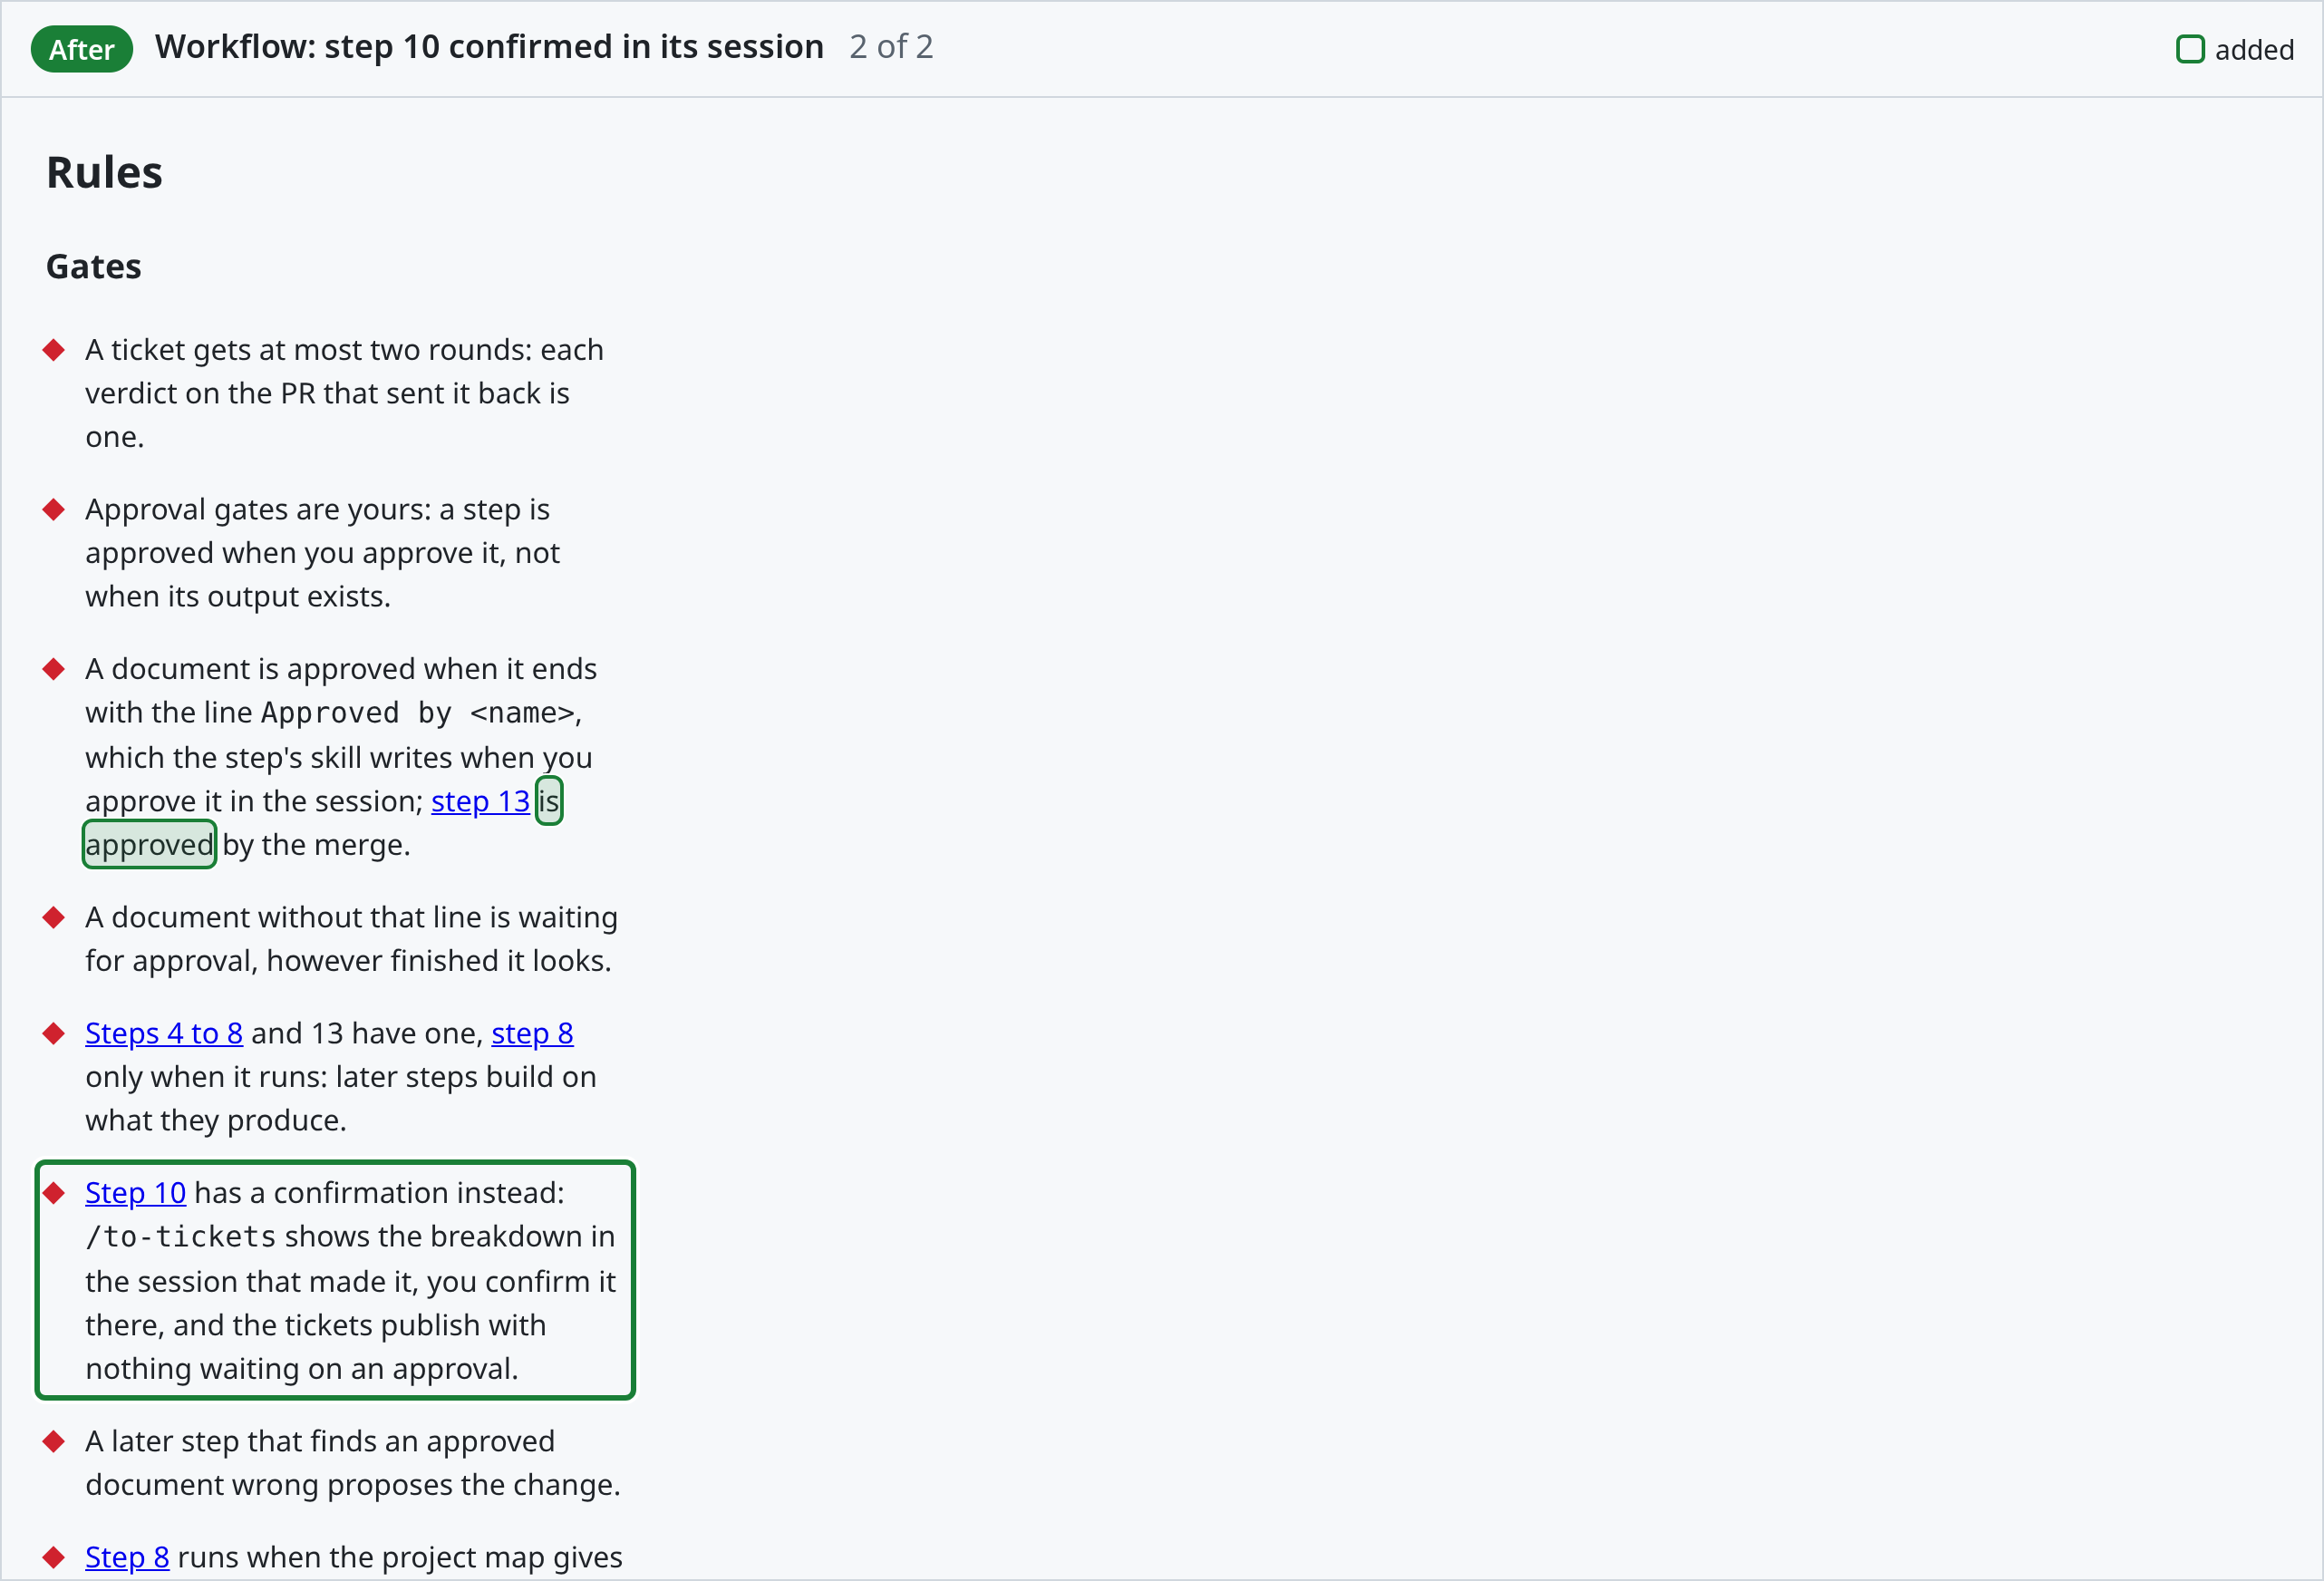 After Workflow: step 10 confirmed in its session 2 of 2 added
Rules
Gates
A ticket gets at most two rounds: each
verdict on the PR that sent it back is
one.
Approval gates are yours: a step is
approved when you approve it, not
when its output exists.
A document is approved when it ends
with the line Approved by <name>,
which the step's skill writes when you
approve it in the session; step 13 is
approved by the merge.
A document without that line is waiting
for approval, however finished it looks.
Steps 4 to 8 and 13 have one, step 8
only when it runs: later steps build on
what they produce.
Step 10 has a confirmation instead:
/to-tickets shows the breakdown in
the session that made it, you confirm it
there, and the tickets publish with
nothing waiting on an approval.
A later step that finds an approved
document wrong proposes the change.
Step 8 runs when the project map gives